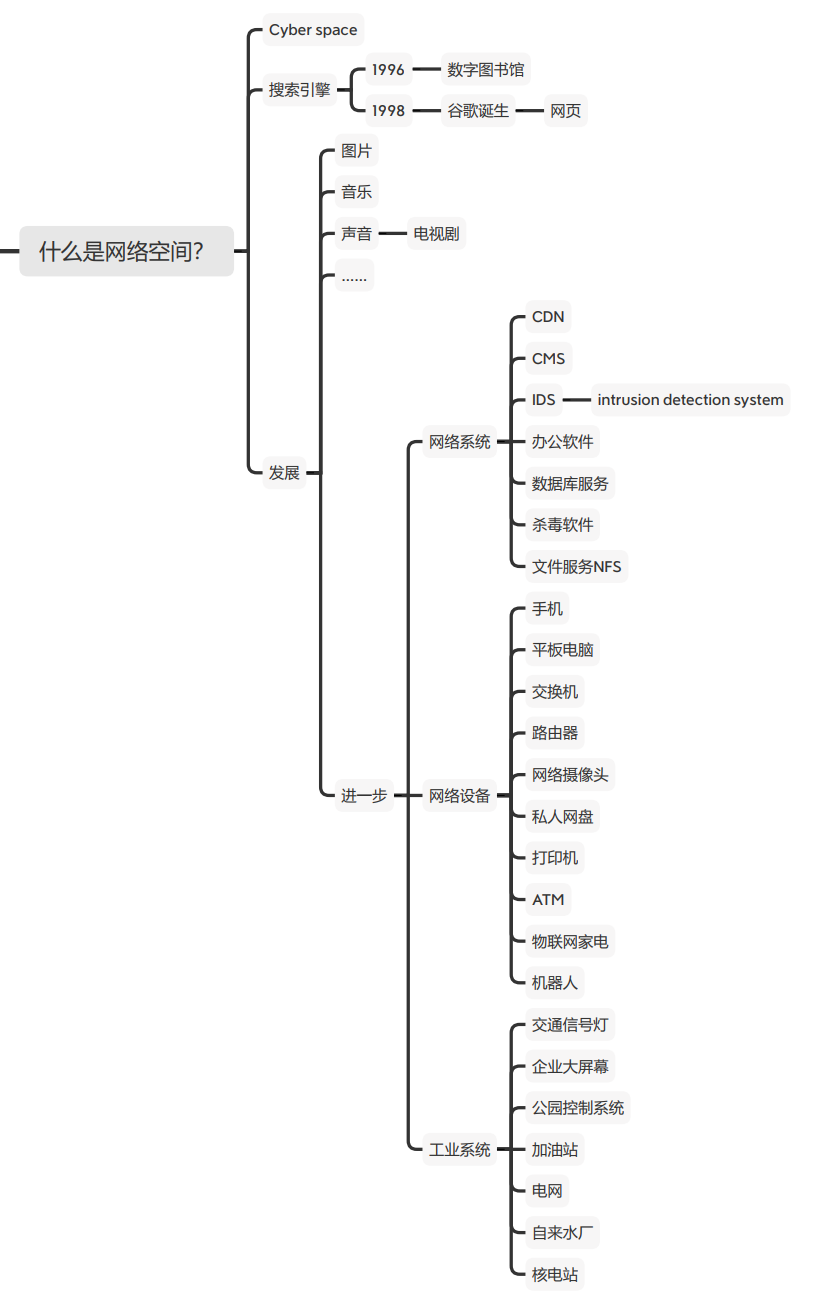 什么是网络空间？
Cyber space
搜索引擎
1996
数字图书馆
1998
谷歌诞生
网页
发展
图片
音乐
声音
电视剧
……
进一步
网络系统
CDN
CMS
IDS
intrusion detection system
办公软件
数据库服务
杀毒软件
文件服务NFS
网络设备
手机
平板电脑
交换机
路由器
网络摄像头
私人网盘
打印机
ATM
物联网家电
机器人
工业系统
交通信号灯
企业大屏幕
公园控制系统
加油站
电网
自来水厂
核电站